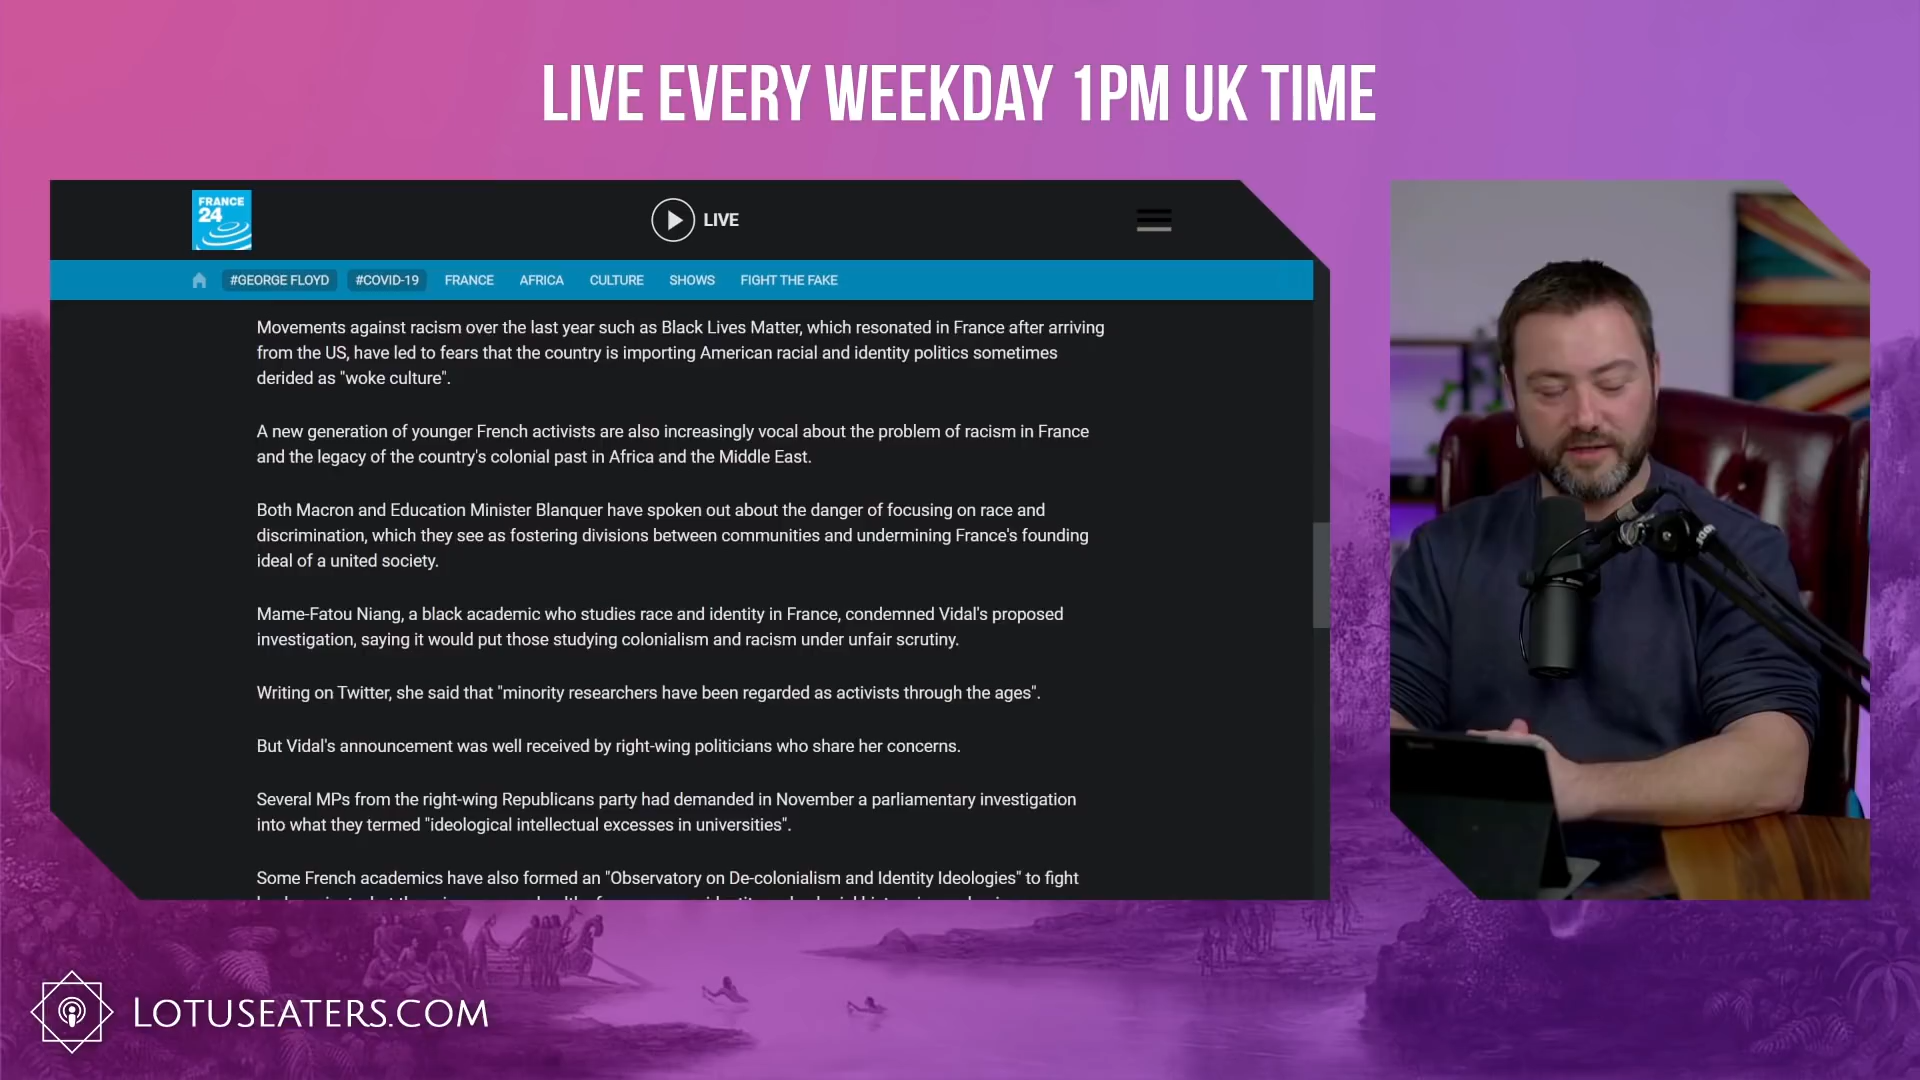 LIVE EVERY WEEKDAY 1PM UK TIME
FRANCE
24
LIVE
#GEORGE FLOYD #COVID-19 FRANCE AFRICA CULTURE SHOWS FIGHT THE FAKE
Movements against racism over the last year such as Black Lives Matter, which resonated in France after arriving
from the US, have led to fears that the country is importing American racial and identity politics sometimes
derided as "woke culture".
A new generation of younger French activists are also increasingly vocal about the problem of racism in France
and the legacy of the country's colonial past in Africa and the Middle East.
Both Macron and Education Minister Blanquer have spoken out about the danger of focusing on race and
discrimination, which they see as fostering divisions between communities and undermining France's founding
ideal of a united society.
Mame-Fatou Niang, a black academic who studies race and identity in France, condemned Vidal's proposed
investigation, saying it would put those studying colonialism and racism under unfair scrutiny.
Writing on Twitter, she said that "minority researchers have been regarded as activists through the ages".
But Vidal's announcement was well received by right-wing politicians who share her concerns.
Several MPs from the right-wing Republicans party had demanded in November a parliamentary investigation
into what they termed "ideological intellectual excesses in universities".
Some French academics have also formed an "Observatory on De-colonialism and Identity Ideologies" to fight
LOTUSEATERS.COM